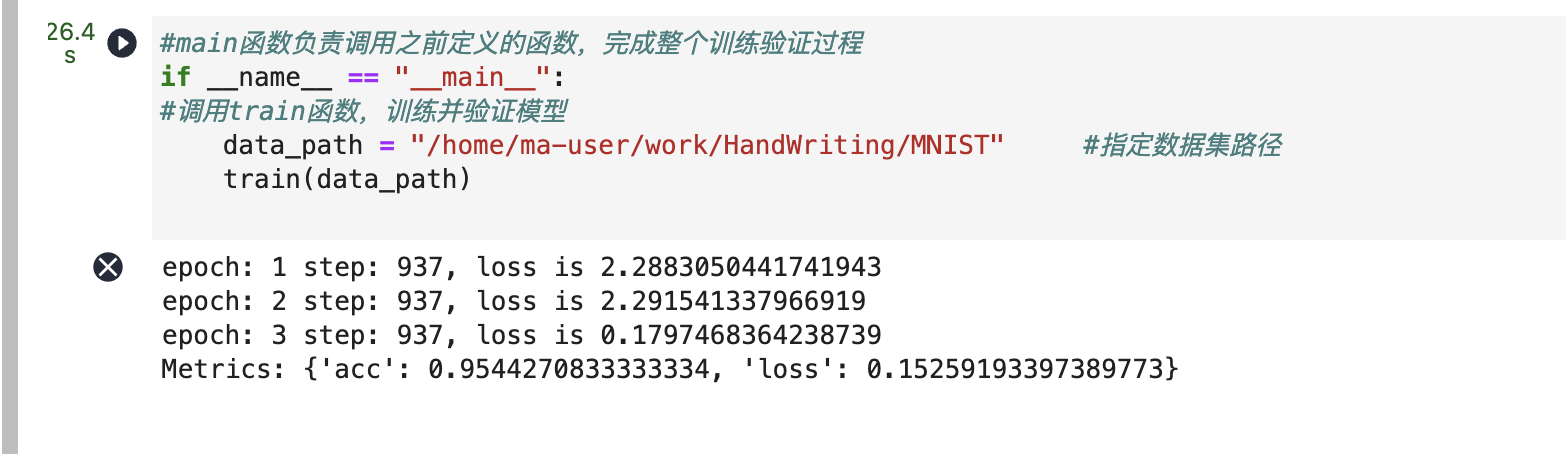 26.4
s
#main函数负责调用之前定义的函数，完成整个训练验证过程
if __name__ == "__main__":
#调用train函数，训练并验证模型
    data_path = "/home/ma-user/work/HandWriting/MNIST"     #指定数据集路径
    train(data_path)
epoch: 1 step: 937, loss is 2.2883050441741943
epoch: 2 step: 937, loss is 2.291541337966919
epoch: 3 step: 937, loss is 0.1797468364238739
Metrics: {'acc': 0.9544270833333334, 'loss': 0.15259193397389773}